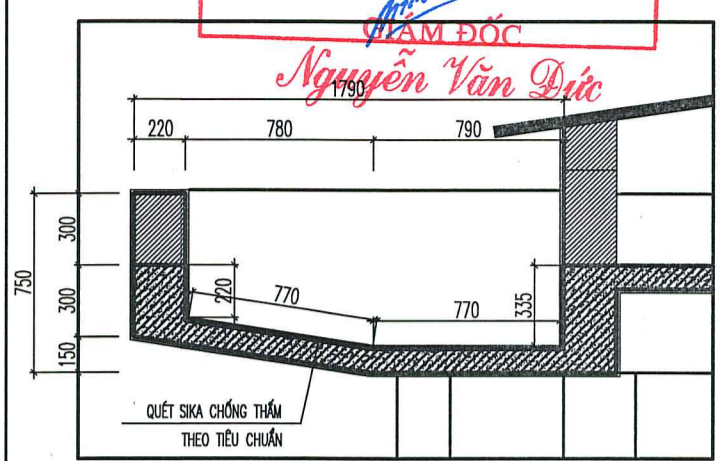 GIÁM ĐỐC
Nguyễn Văn Đức
1790
220 780 790
300
750
300
220
770
770
335
150
QUÉT SIKA CHỐNG THẤM
THEO TIÊU CHUẨN